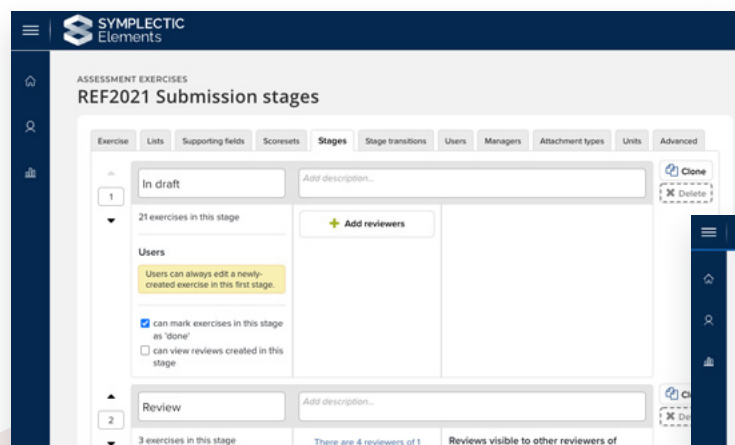 SYMPLECTIC
Elements
ASSESSMENT EXERCISES
REF2021 Submission stages
Exercise Lists Supporting fields Scoresets Stages Stage transitions Users Managers Attachment types Units Advanced
1
In draft
Add description...
Clone
Delete
21 exercises in this stage
Add reviewers
Users
Users can always edit a newly-
created exercise in this first stage.
can mark exercises in this stage
as 'done'
can view reviews created in this
stage
2
Review
Add description...
3 exercises in this stage
There are 4 reviewers of 1
Reviews visible to other reviewers of